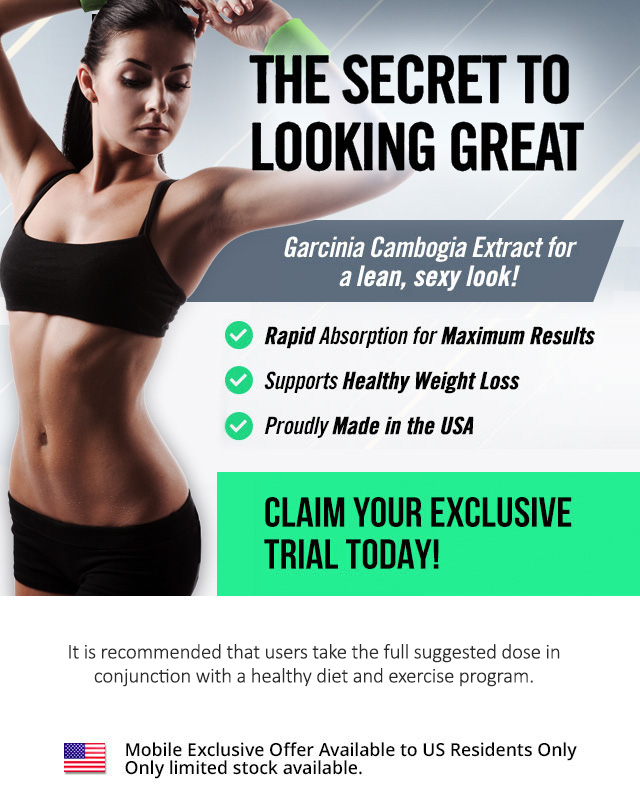 THE SECRET TO
LOOKING GREAT
Garcinia Cambogia Extract for
a lean, sexy look!
Rapid Absorption for Maximum Results
Supports Healthy Weight Loss
Proudly Made in the USA
CLAIM YOUR EXCLUSIVE
TRIAL TODAY!
It is recommended that users take the full suggested dose in
conjunction with a healthy diet and exercise program.
Mobile Exclusive Offer Available to US Residents Only
Only limited stock available.